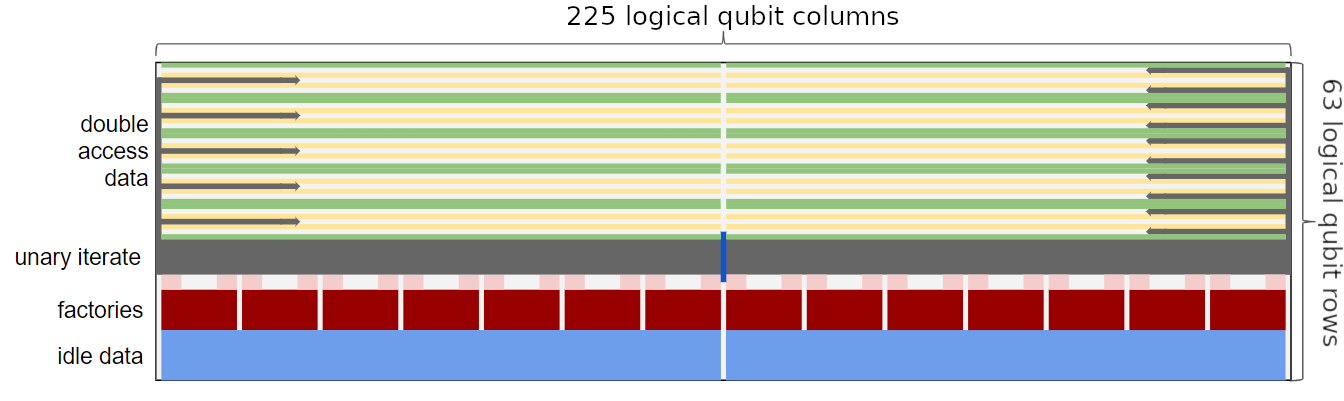 225 logical qubit columns
double
access
data
unary iterate
factories
idle data
63 logical qubit rows